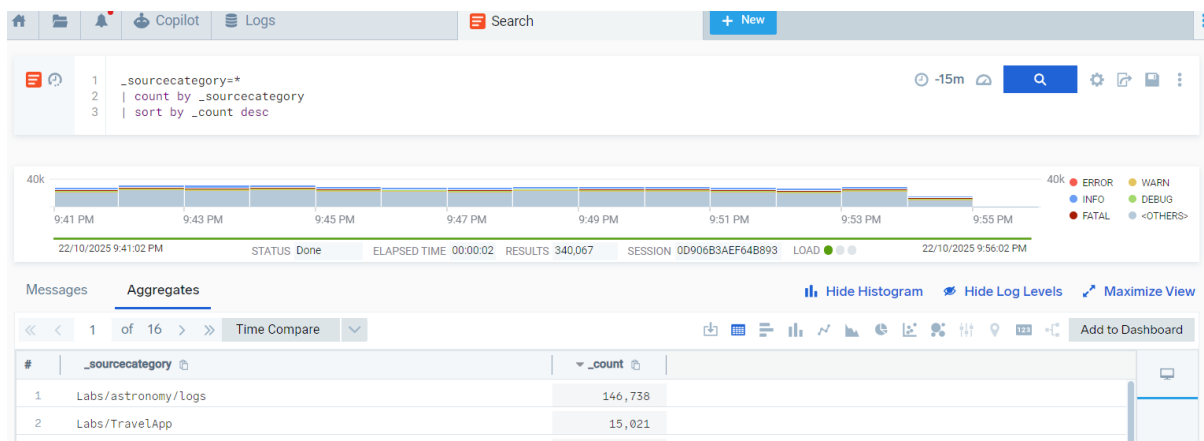 Copilot Logs Search + New
1 _sourcecategory=*
2 | count by _sourcecategory
3 | sort by _count desc
-15m
40k 40k
ERROR WARN
INFO DEBUG
FATAL <OTHERS>
9:41 PM 9:43 PM 9:45 PM 9:47 PM 9:49 PM 9:51 PM 9:53 PM 9:55 PM
22/10/2025 9:41:02 PM STATUS Done ELAPSED TIME 00:00:02 RESULTS 340,067 SESSION 0D906B3AEF64B893 LOAD 22/10/2025 9:56:02 PM
Messages Aggregates Hide Histogram Hide Log Levels Maximize View
1 of 16 Time Compare 123 Add to Dashboard
# _sourcecategory _count
1 Labs/astronomy/logs 146,738
2 Labs/TravelApp 15,021